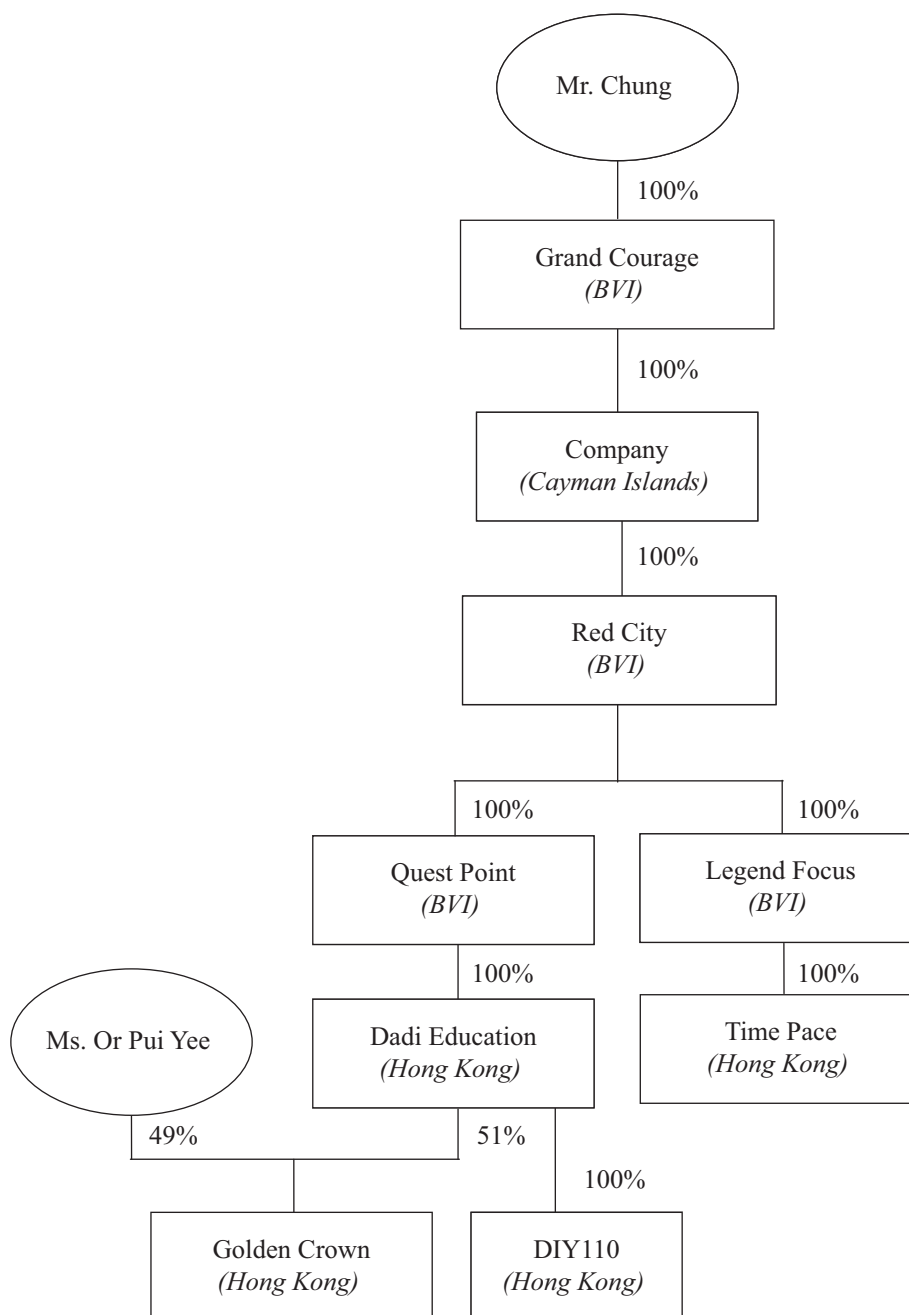 Mr. Chung
100%
Grand Courage
(BVI)
100%
Company
(Cayman Islands)
100%
Red City
(BVI)
100%
100%
Quest Point
(BVI)
Legend Focus
(BVI)
100%
100%
Ms. Or Pui Yee
Dadi Education
(Hong Kong)
Time Pace
(Hong Kong)
49%
51%
100%
Golden Crown
(Hong Kong)
DIY110
(Hong Kong)